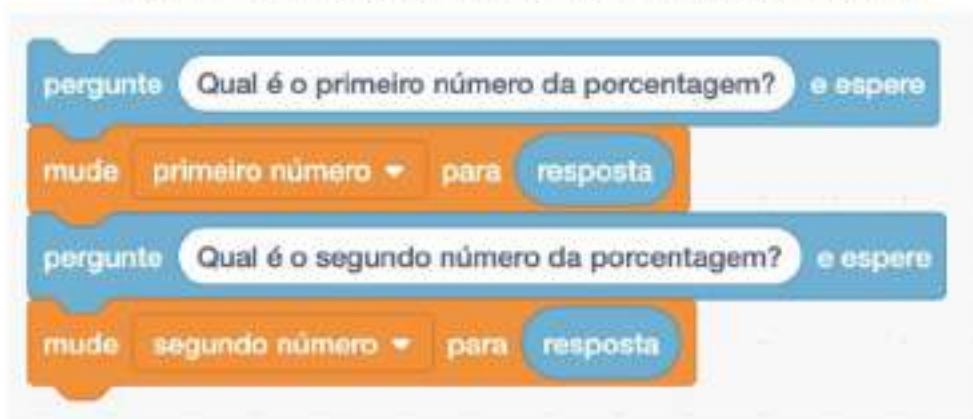 pergunte Qual é o primeiro número da porcentagem? e espere
mude primeiro número para resposta
pergunte Qual é o segundo número da porcentagem? e espere
mude segundo número para resposta